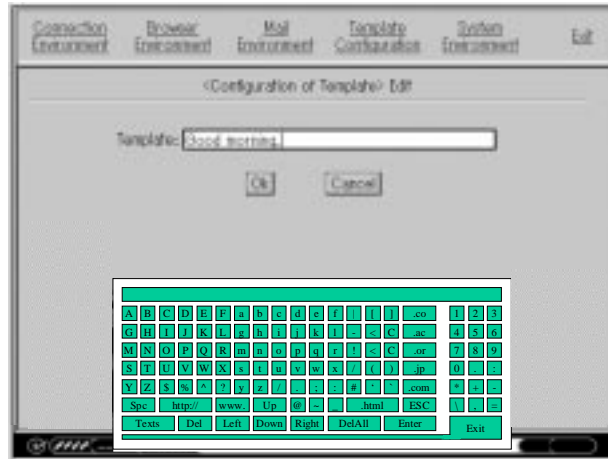 Connection Environment Browser Environment Mail Environment Template Configuration System Environment Exit
<Configuration of Template> Edit
Template: Good morning.
Ok Cancel
A B C D E F a b c d e f | [ ] .co 1 2 3
G H I J K L g h i j k l - < C .ac 4 5 6
M N O P Q R m n o p q r ! < C .or 7 8 9
S T U V W X s t u v w x / ( ) .jp 0 . :
Y Z $ % ^ ? y z / . ; : # ' ` .com * + -
Spc http:// www. Up @ ~ _ .html ESC \ , =
Texts Del Left Down Right DelAll Enter Exit